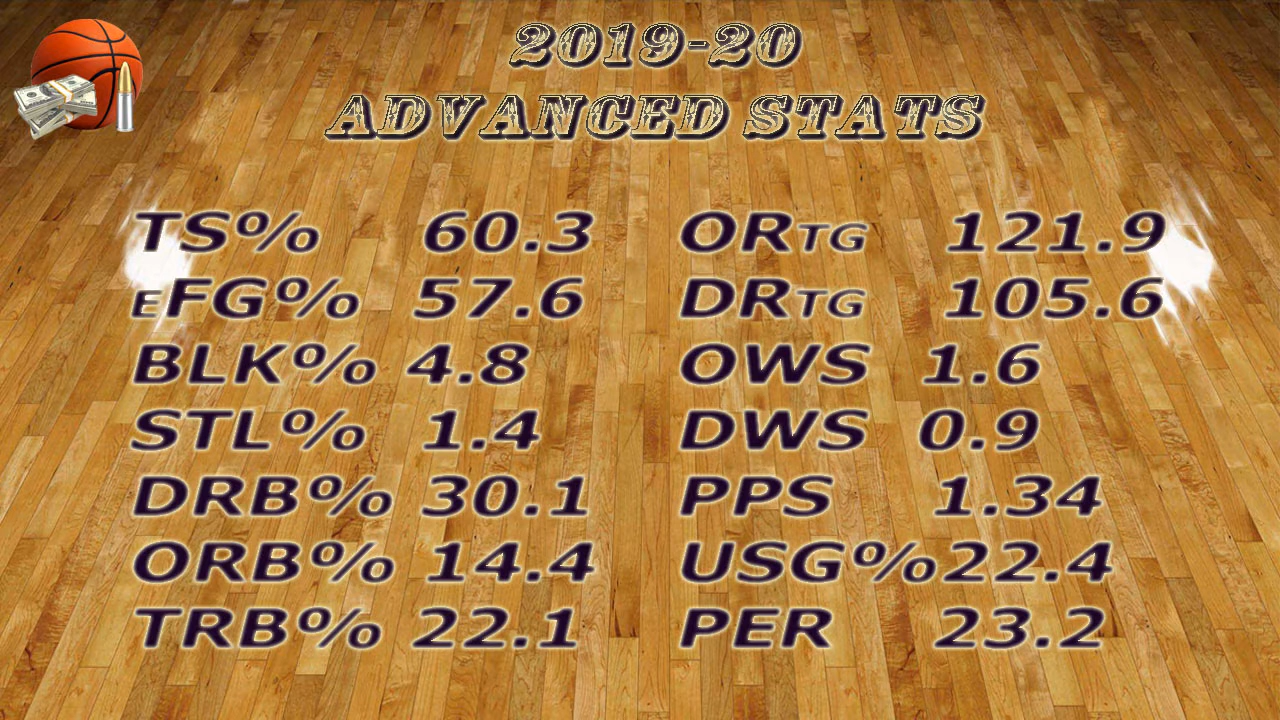 2019-20
ADVANCED STATS
TS% 60.3 ORTG 121.9
EFG% 57.6 DRTG 105.6
BLK% 4.8 OWS 1.6
STL% 1.4 DWS 0.9
DRB% 30.1 PPS 1.34
ORB% 14.4 USG% 22.4
TRB% 22.1 PER 23.2